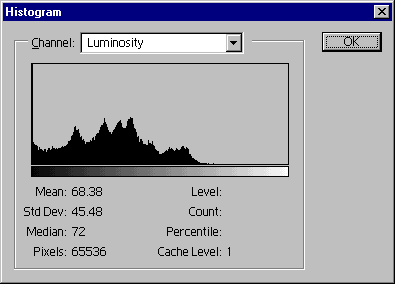 Histogram
Channel: Luminosity
OK
Mean: 68.38 Level:
Std Dev: 45.48 Count:
Median: 72 Percentile:
Pixels: 65536 Cache Level: 1